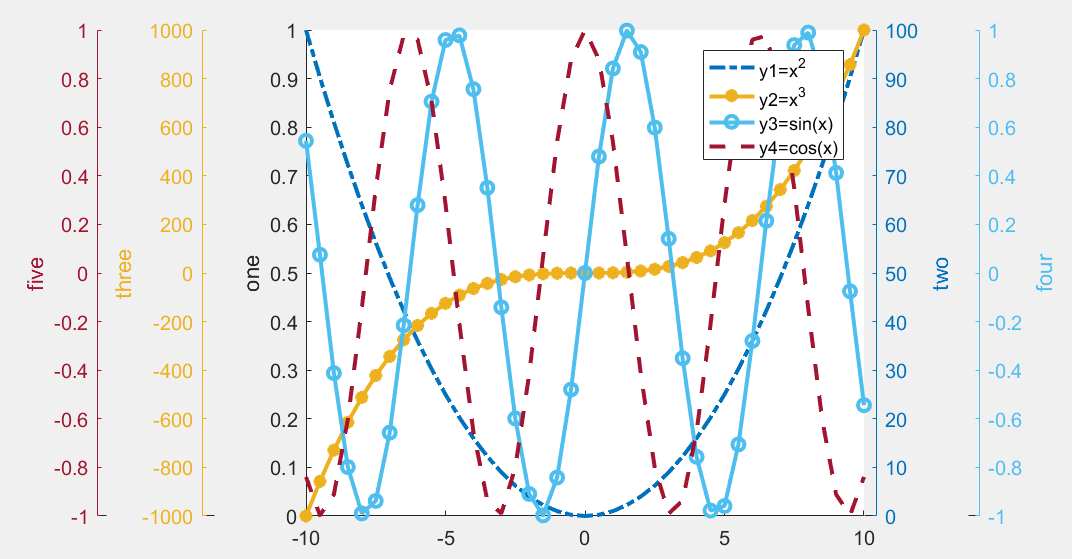 1 1000 1 100 1
0.9 90
0.8 800 0.8 80 0.8
0.7 70
0.6 600 0.6 60 0.6
0.4 400 0.7
0.2 200 0.6
0 0 0.5 50 0
-0.2 -200 0.4 40 -0.2
-0.4 -400 0.3 30 -0.4
-0.6 -600 0.2 20 -0.6
-0.8 -800 0.1 10 -0.8
-1 -1000 0 0 -1
-10 -5 0 5 10
five
three
one
two
four
y1=x²
y2=x³
y3=sin(x)
y4=cos(x)